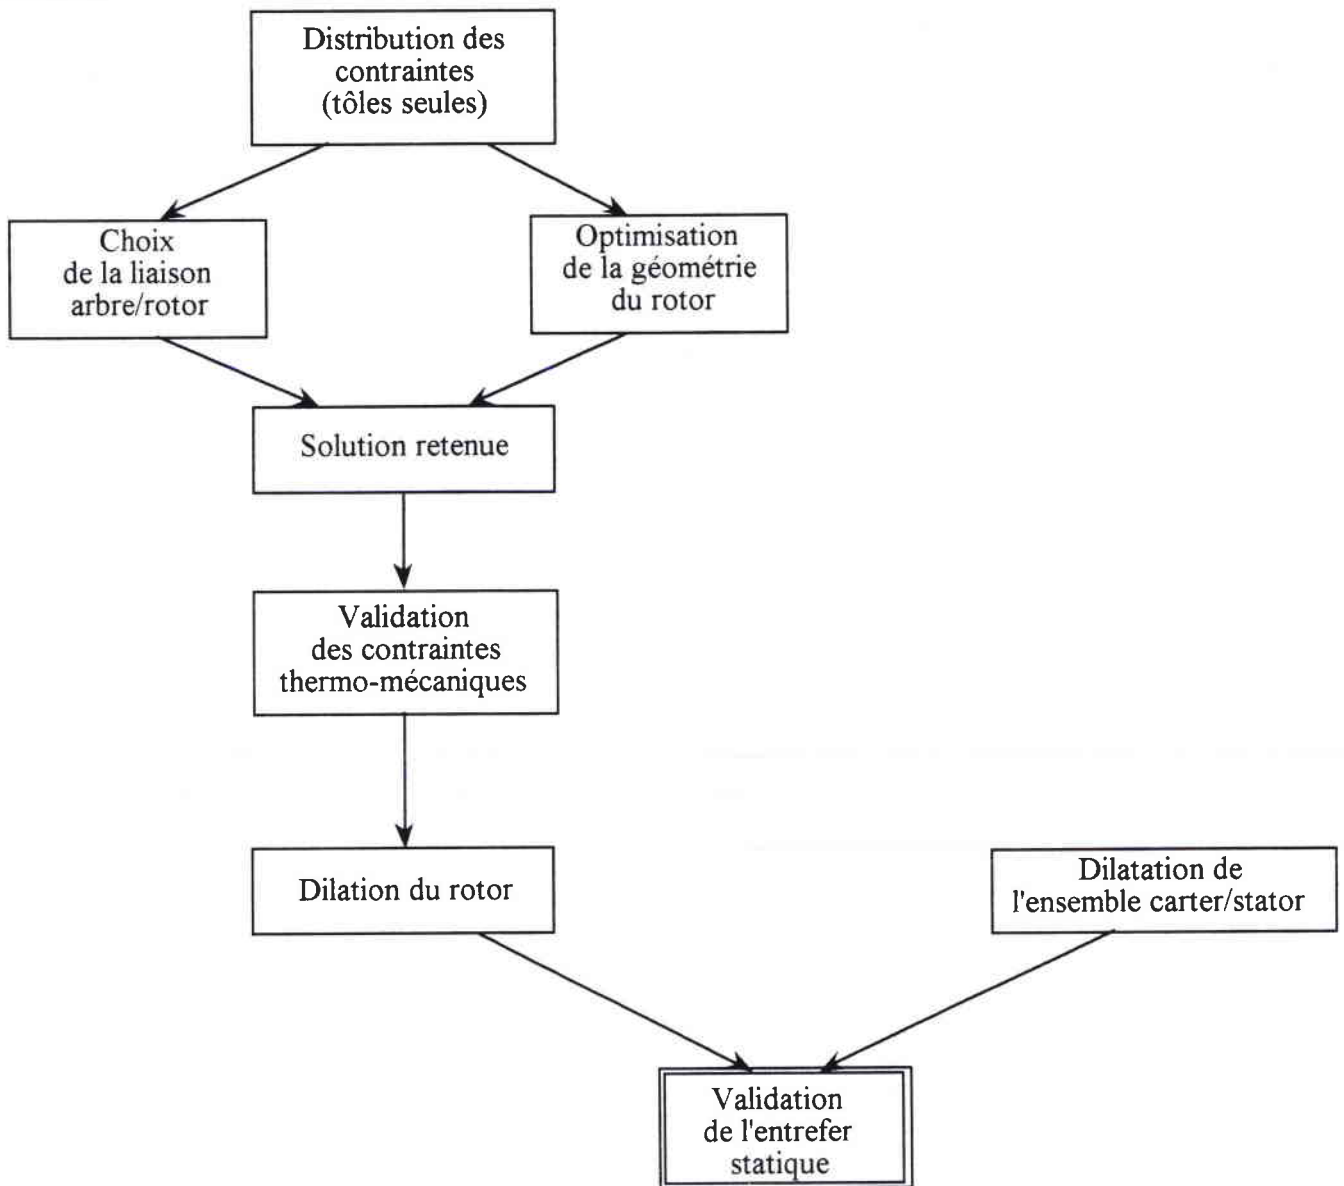 Distribution des
contraintes
(tôles seules)
Choix
de la liaison
arbre/rotor
Optimisation
de la géométrie
du rotor
Solution retenue
Validation
des contraintes
thermo-mécaniques
Dilation du rotor
Dilatation de
l'ensemble carter/stator
Validation
de l'entrefer
statique